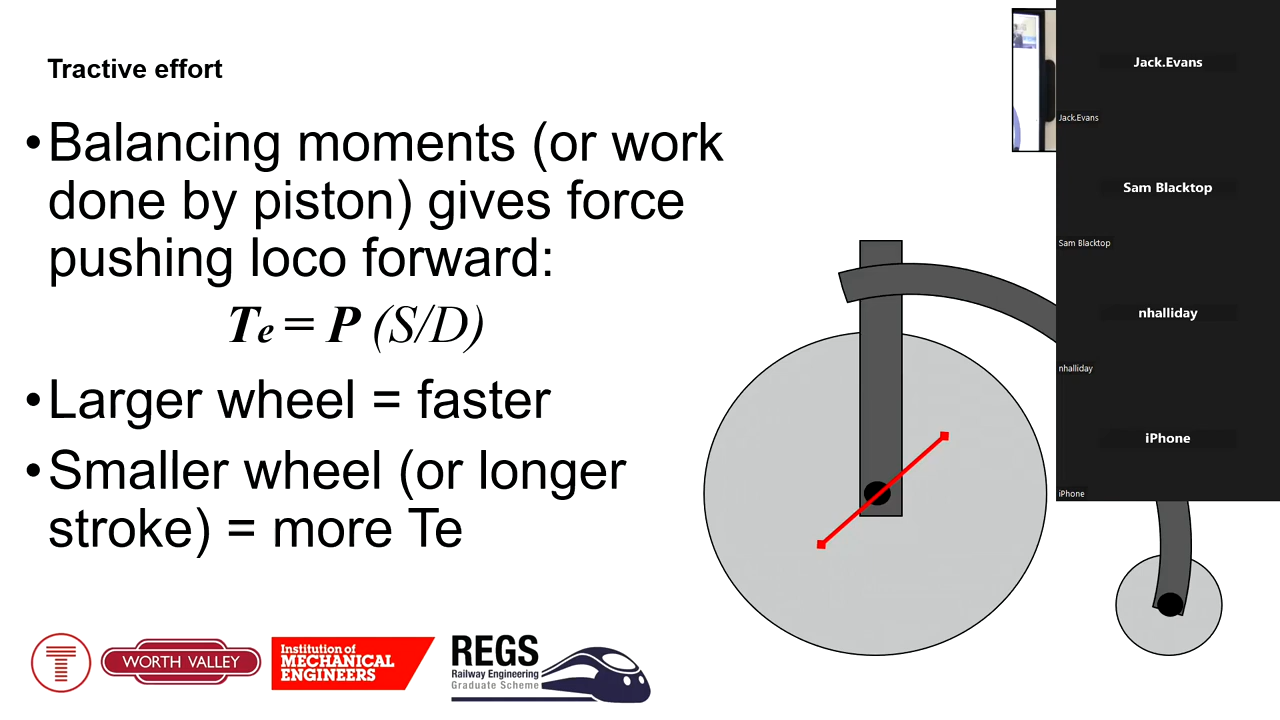 Tractive effort
•Balancing moments (or work
done by piston) gives force
pushing loco forward:
Te = P (S/D)
•Larger wheel = faster
•Smaller wheel (or longer
stroke) = more Te
WORTH VALLEY
Institution of
MECHANICAL
ENGINEERS
REGS
Railway Engineering
Graduate Scheme
Jack.Evans
Jack.Evans
Sam Blacktop
Sam Blacktop
nhalliday
nhalliday
iPhone
iPhone